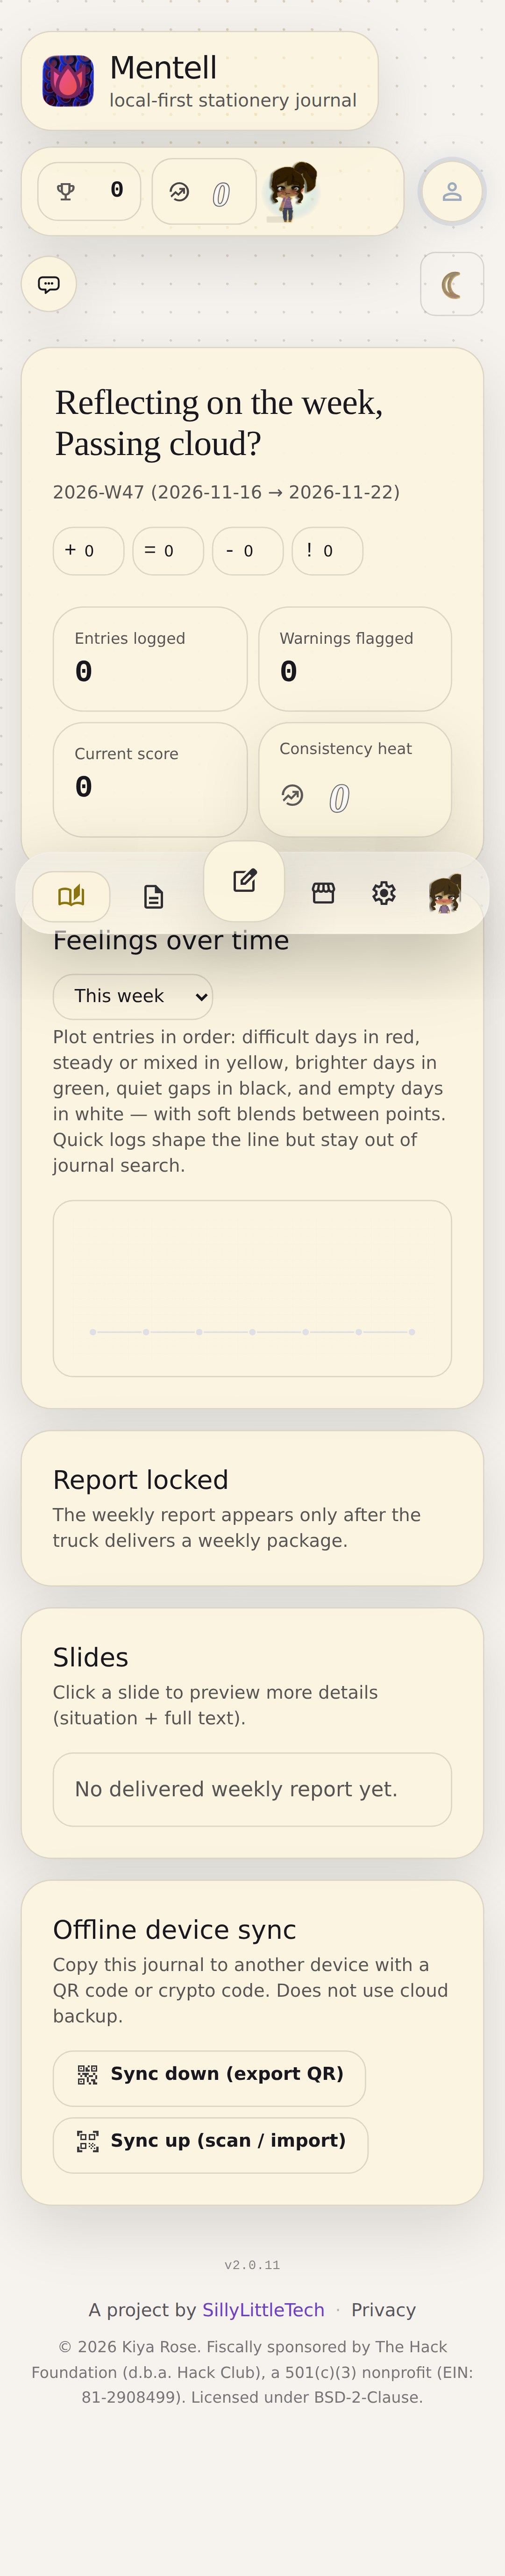 Mentell
local-first stationery journal
0
0
Reflecting on the week,
Passing cloud?
2026-W47 (2026-11-16 → 2026-11-22)
+ 0
= 0
- 0
! 0
Entries logged
0
Warnings flagged
0
Current score
0
Consistency heat
0
Feelings over time
This week
Plot entries in order: difficult days in red,
steady or mixed in yellow, brighter days in
green, quiet gaps in black, and empty days
in white — with soft blends between points.
Quick logs shape the line but stay out of
journal search.
Report locked
The weekly report appears only after the
truck delivers a weekly package.
Slides
Click a slide to preview more details
(situation + full text).
No delivered weekly report yet.
Offline device sync
Copy this journal to another device with a
QR code or crypto code. Does not use cloud
backup.
Sync down (export QR)
Sync up (scan / import)
v2.0.11
A project by SillyLittleTech · Privacy
© 2026 Kiya Rose. Fiscally sponsored by The Hack
Foundation (d.b.a. Hack Club), a 501(c)(3) nonprofit (EIN:
81-2908499). Licensed under BSD-2-Clause.